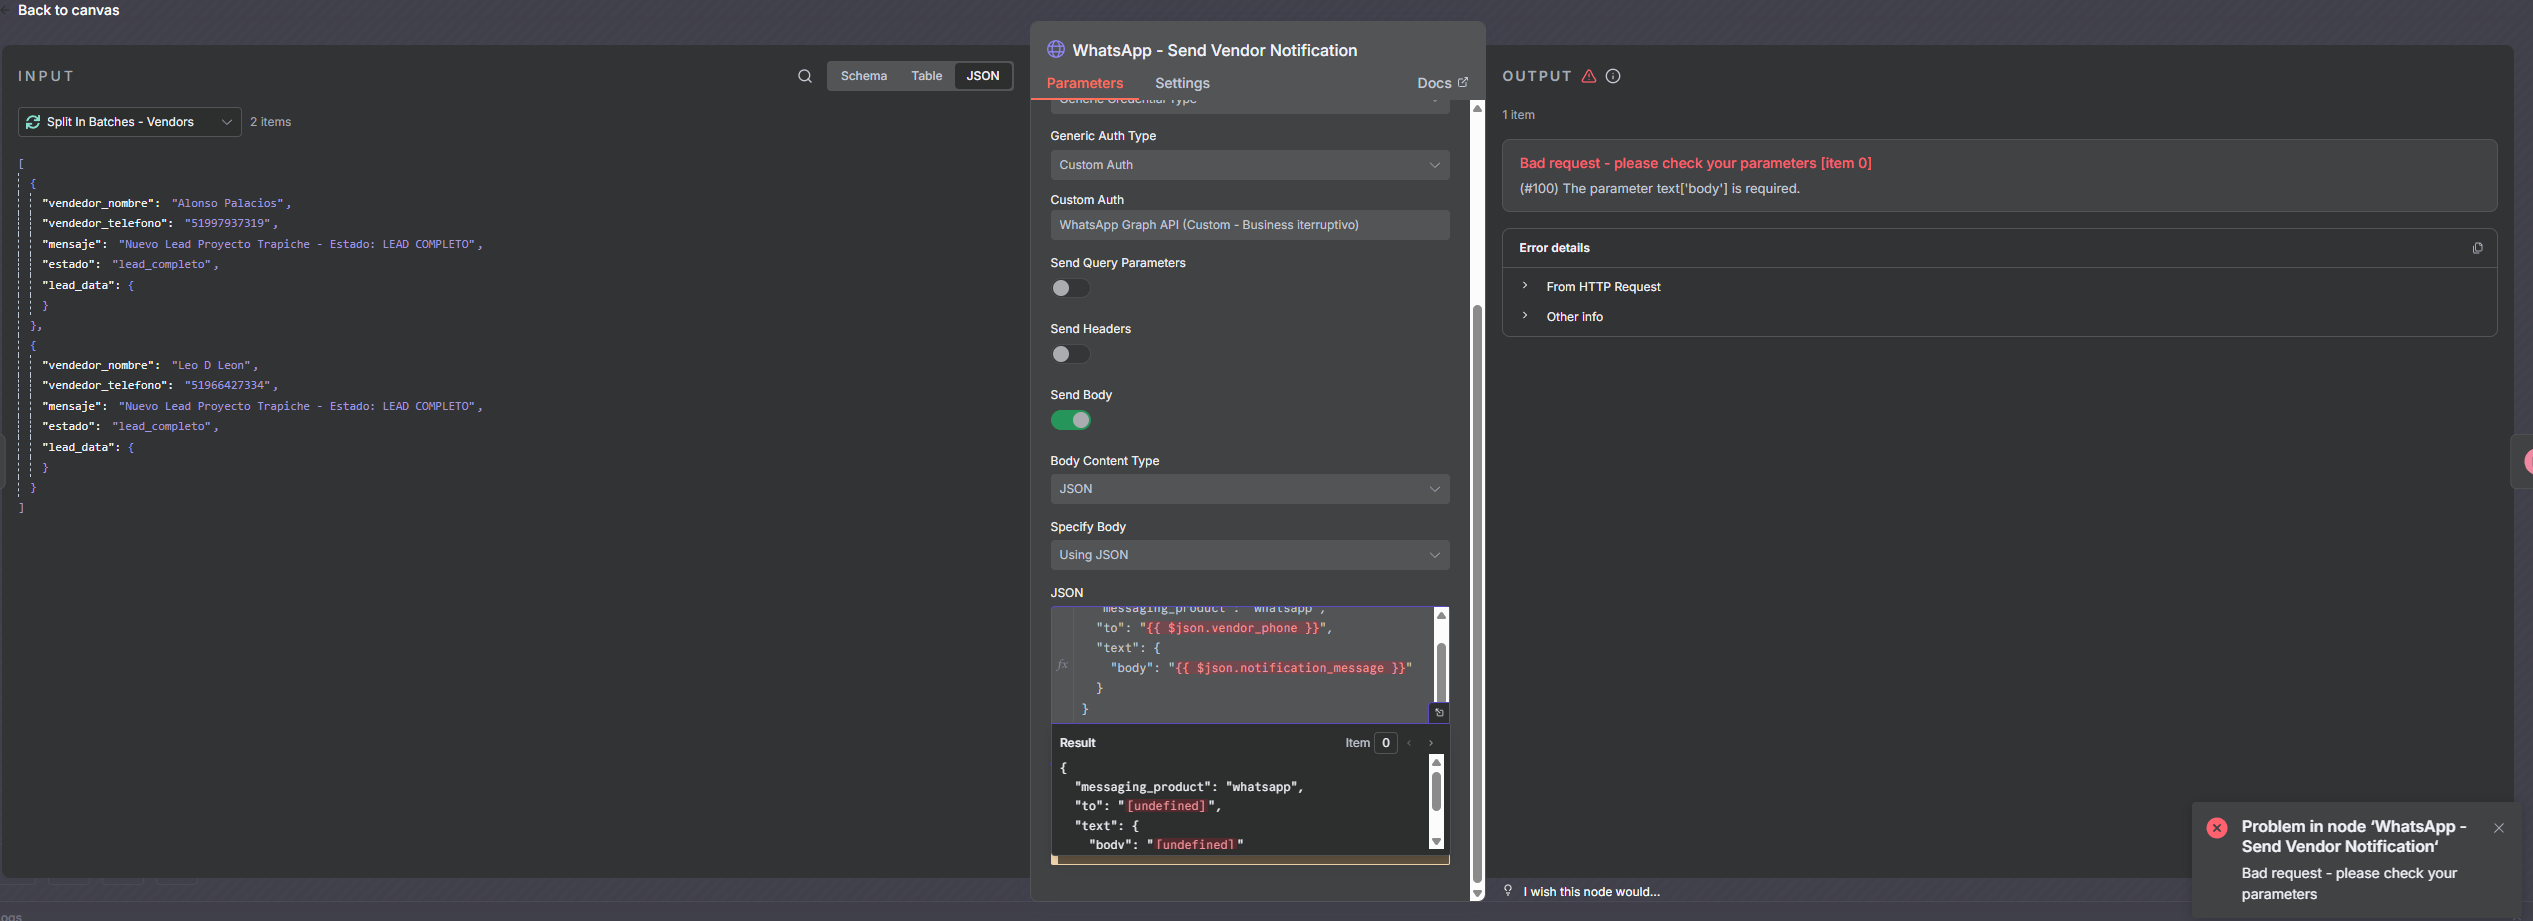 Back to canvas
INPUT
Schema Table JSON
Split In Batches - Vendors 2 items
[
{
"vendedor_nombre": "Alonso Palacios",
"vendedor_telefono": "51997937319",
"mensaje": "Nuevo Lead Proyecto Trapiche - Estado: LEAD COMPLETO",
"estado": "lead_completo",
"lead_data": {
}
},
{
"vendedor_nombre": "Leo D Leon",
"vendedor_telefono": "51966427334",
"mensaje": "Nuevo Lead Proyecto Trapiche - Estado: LEAD COMPLETO",
"estado": "lead_completo",
"lead_data": {
}
}
]
WhatsApp - Send Vendor Notification
Parameters Settings Docs
Generic Credential Type
Generic Auth Type
Custom Auth
Custom Auth
WhatsApp Graph API (Custom - Business iterruptivo)
Send Query Parameters
Send Headers
Send Body
Body Content Type
JSON
Specify Body
Using JSON
JSON
fx
"messaging_product": "whatsapp",
"to": "{{ $json.vendor_phone }}",
"text": {
"body": "{{ $json.notification_message }}"
}
}
Result Item 0
{
"messaging_product": "whatsapp",
"to": "[undefined]",
"text": {
"body": "[undefined]"
OUTPUT
1 item
Bad request - please check your parameters [item 0]
(#100) The parameter text['body'] is required.
Error details
From HTTP Request
Other info
I wish this node would...
Problem in node ‘WhatsApp -
Send Vendor Notification‘
Bad request - please check your
parameters